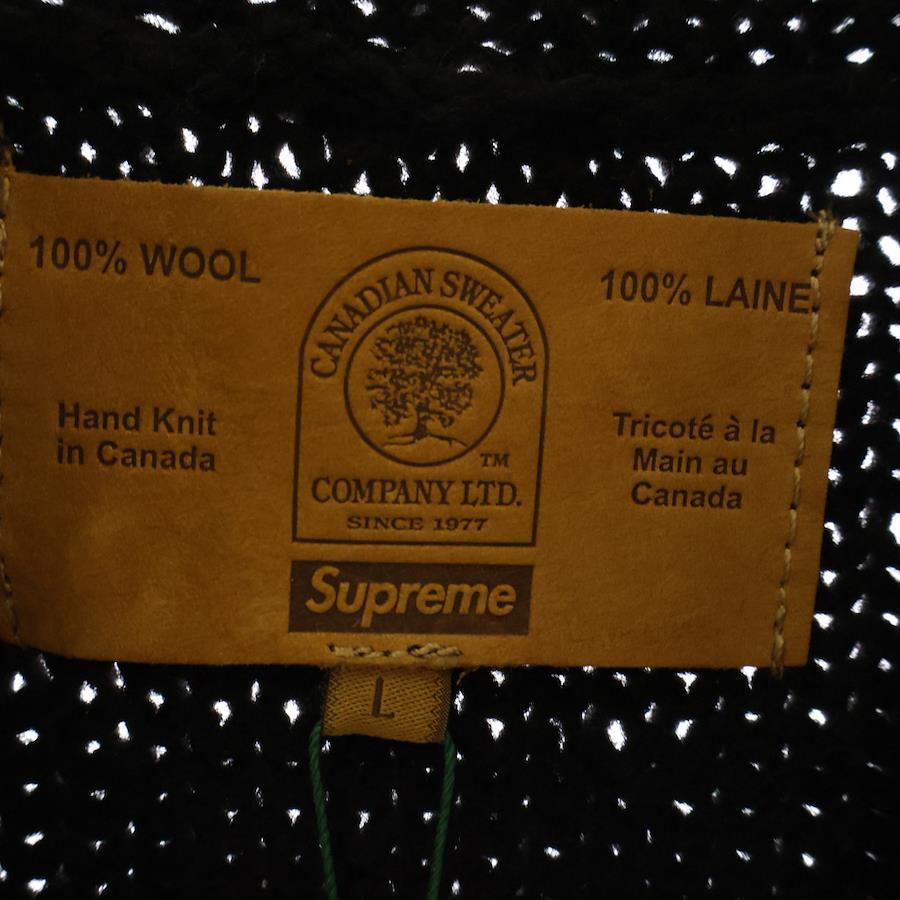 100% WOOL
Hand Knit
in Canada
CANADIAN SWEATER
TM
COMPANY LTD.
SINCE 1977
Supreme
100% LAINE
Tricoté à la
Main au
Canada
L